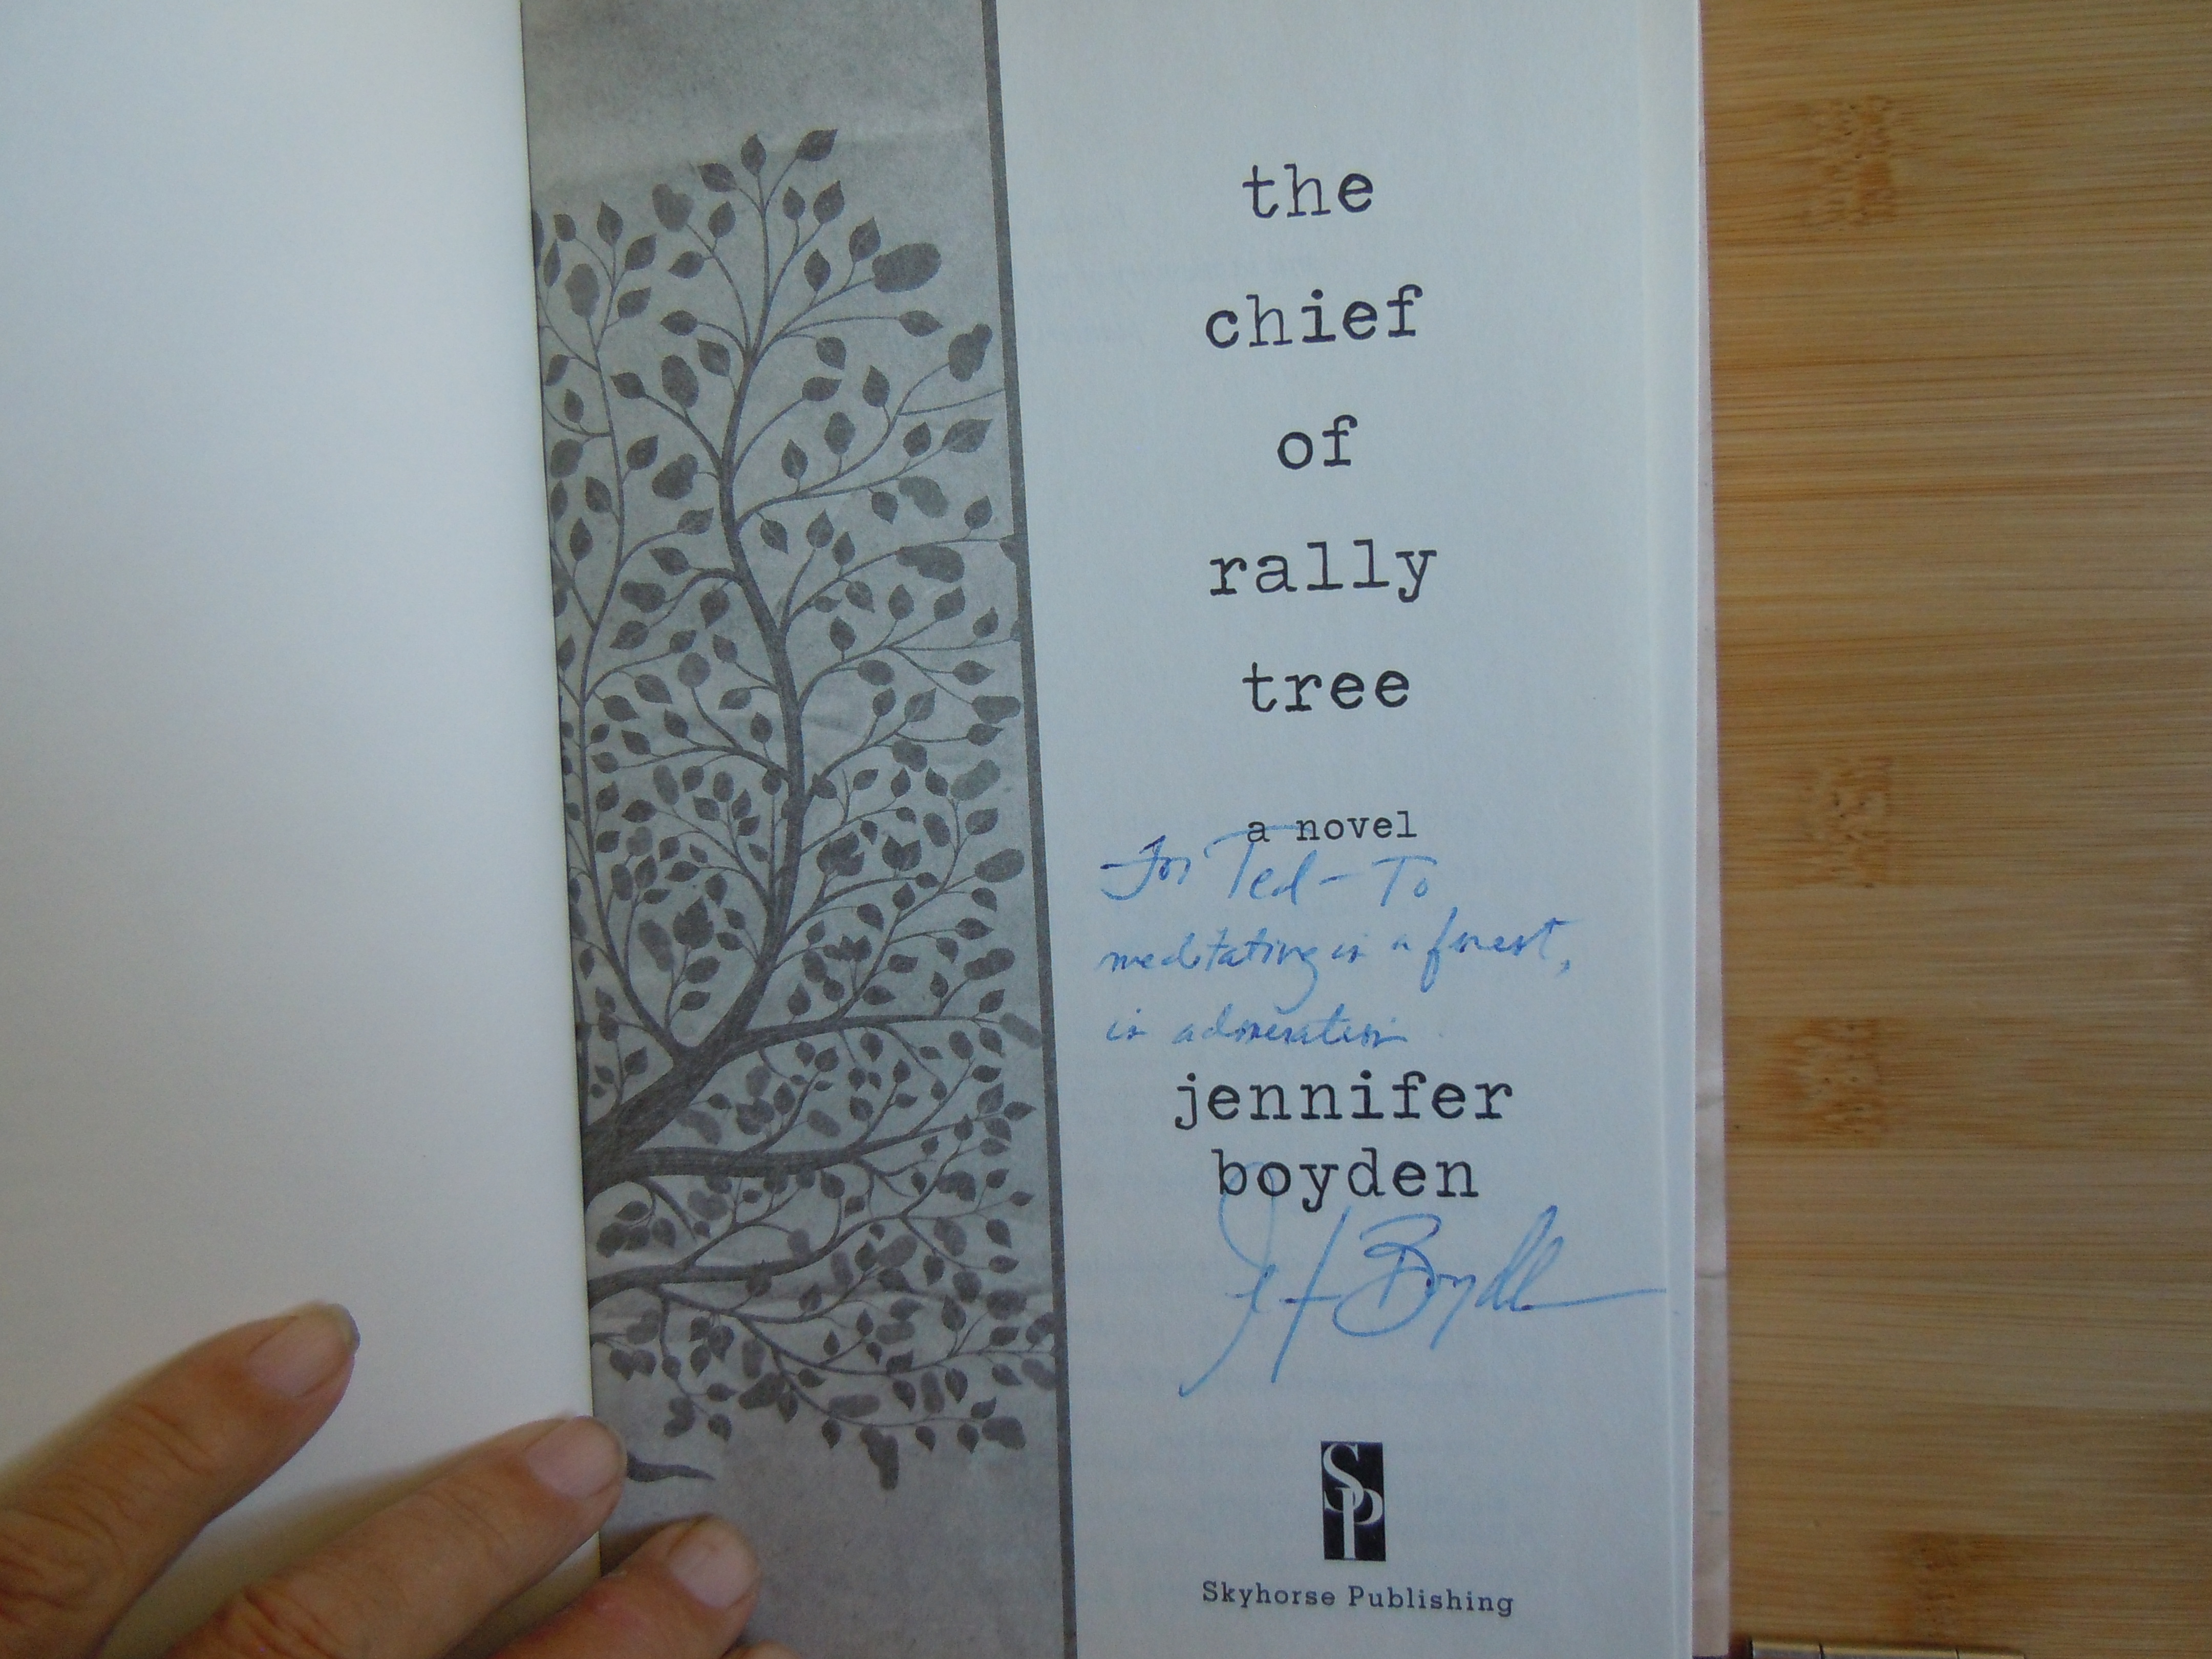 the
chief
of
rally
tree
a novel
For Ted - To
meditating in a forest,
in admiration
jennifer
boyden
SP
Skyhorse Publishing